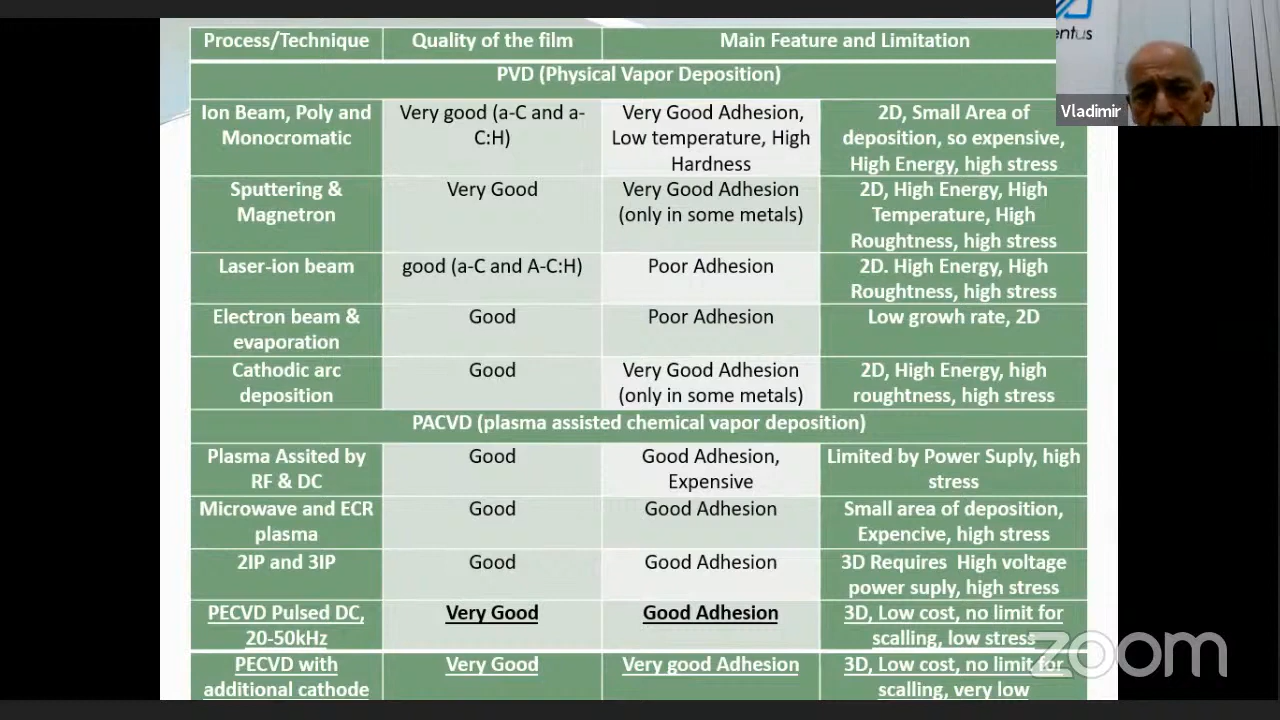 Process/Technique Quality of the film Main Feature and Limitation
PVD (Physical Vapor Deposition)
Ion Beam, Poly and Very good (a-C and a- Very Good Adhesion, 2D, Small Area of
Monocromatic C:H) Low temperature, High deposition, so expensive,
Hardness High Energy, high stress
Sputtering & Very Good Very Good Adhesion 2D, High Energy, High
Magnetron (only in some metals) Temperature, High
Roughtness, high stress
Laser-ion beam good (a-C and A-C:H) Poor Adhesion 2D. High Energy, High
Roughtness, high stress
Electron beam & Good Poor Adhesion Low growh rate, 2D
evaporation
Cathodic arc Good Very Good Adhesion 2D, High Energy, high
deposition (only in some metals) roughtness, high stress
PACVD (plasma assisted chemical vapor deposition)
Plasma Assited by Good Good Adhesion, Limited by Power Suply, high
RF & DC Expensive stress
Microwave and ECR Good Good Adhesion Small area of deposition,
plasma Expencive, high stress
2IP and 3IP Good Good Adhesion 3D Requires High voltage
power suply, high stress
PECVD Pulsed DC, Very Good Good Adhesion 3D, Low cost, no limit for
20-50kHz scalling, low stress
PECVD with Very Good Very good Adhesion 3D, Low cost, no limit for
additional cathode scalling, very low
entus
Vladimir
zoom